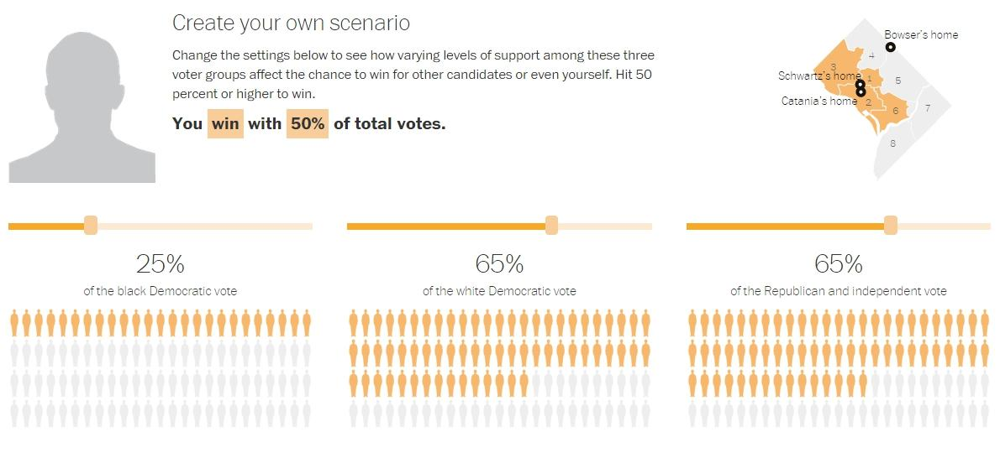 Create your own scenario
Change the settings below to see how varying levels of support among these three
voter groups affect the chance to win for other candidates or even yourself. Hit 50
percent or higher to win.
You win with 50% of total votes.
Bowser's home
4
3
Schwartz's home
1
5
Catania's home
2
6
7
8
25%
of the black Democratic vote
65%
of the white Democratic vote
65%
of the Republican and independent vote